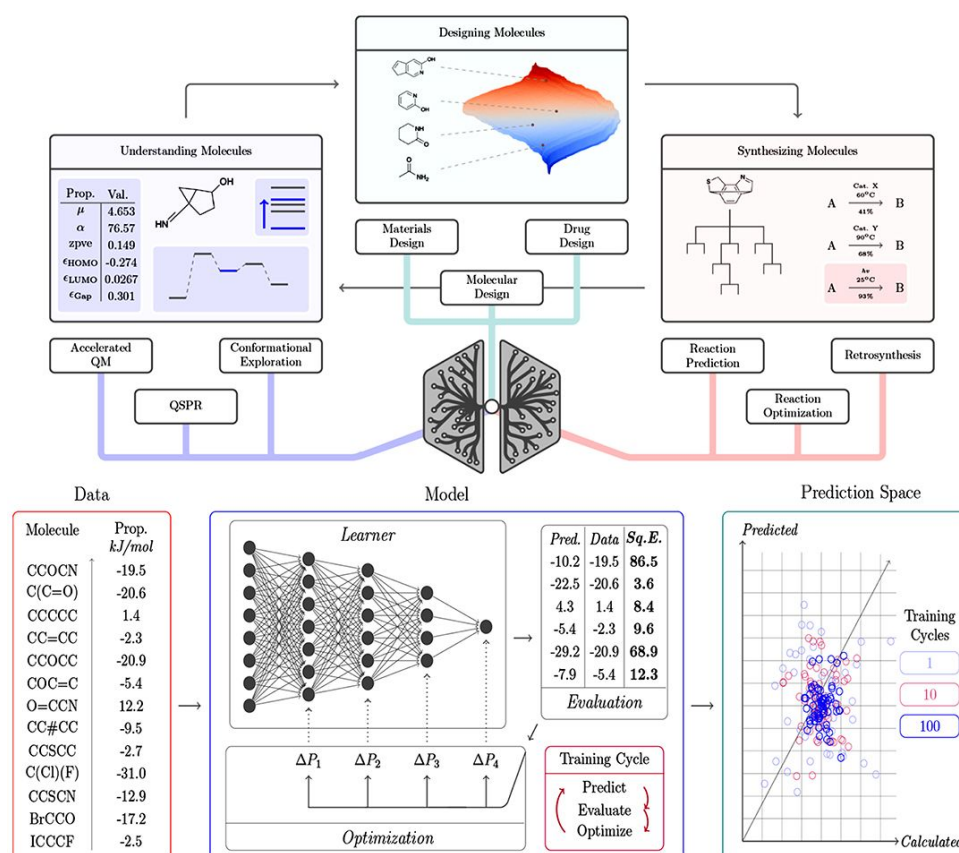 Designing Molecules
OH
N
N
OH
NH
O
O
NH₂
Understanding Molecules
Prop. Val.
μ 4.653
α 76.57
zpve 0.149
ϵHOMO -0.274
ϵLUMO 0.0267
ϵGap 0.301
OH
HN
Synthesizing Molecules
S
N
A Cat. X 60°C 41% B
A Cat. Y 90°C 68% B
A hν 25°C 93% B
Materials
Design
Drug
Design
Molecular
Design
Accelerated
QM
Conformational
Exploration
QSPR
Reaction
Prediction
Retrosynthesis
Reaction
Optimization
Data
Molecule Prop.
kJ/mol
CCOCN -19.5
C(C=O) -20.6
CCCCC 1.4
CC=CC -2.3
CCOCC -20.9
COC=C -5.4
O=CCN 12.2
CC#CC -9.5
CCSCC -2.7
C(Cl)(F) -31.0
CCSCN -12.9
BrCCO -17.2
ICCCF -2.5
Model
Learner
Pred. Data Sq.E.
-10.2 -19.5 86.5
-22.5 -20.6 3.6
4.3 1.4 8.4
-5.4 -2.3 9.6
-29.2 -20.9 68.9
-7.9 -5.4 12.3
Evaluation
ΔP₁ ΔP₂ ΔP₃ ΔP₄
Optimization
Training Cycle
Predict
Evaluate
Optimize
Prediction Space
Predicted
Training
Cycles
1
10
100
Calculated